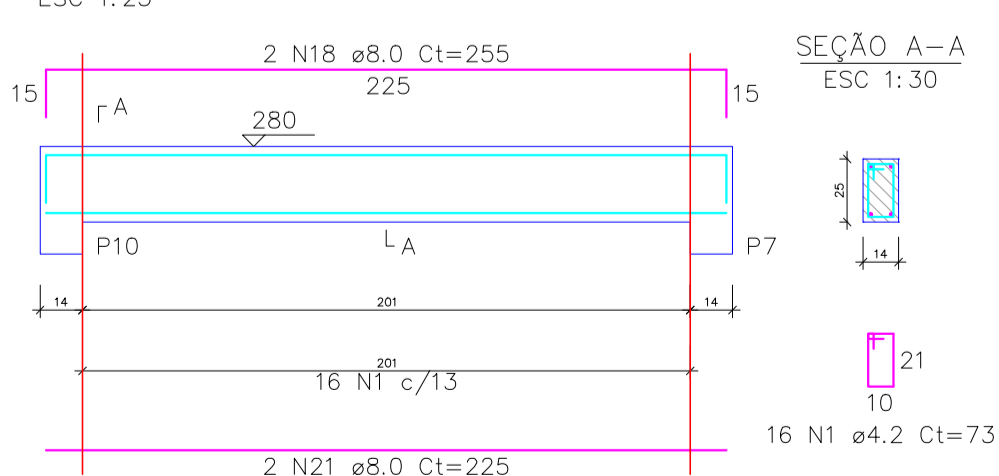 2 N18 ø8.0 Ct=255
225
15
15
A
280
P10
A
P7
14
201
14
201
16 N1 c/13
2 N21 ø8.0 Ct=225
SEÇÃO A-A
ESC 1:30
25
14
21
10
16 N1 ø4.2 Ct=73